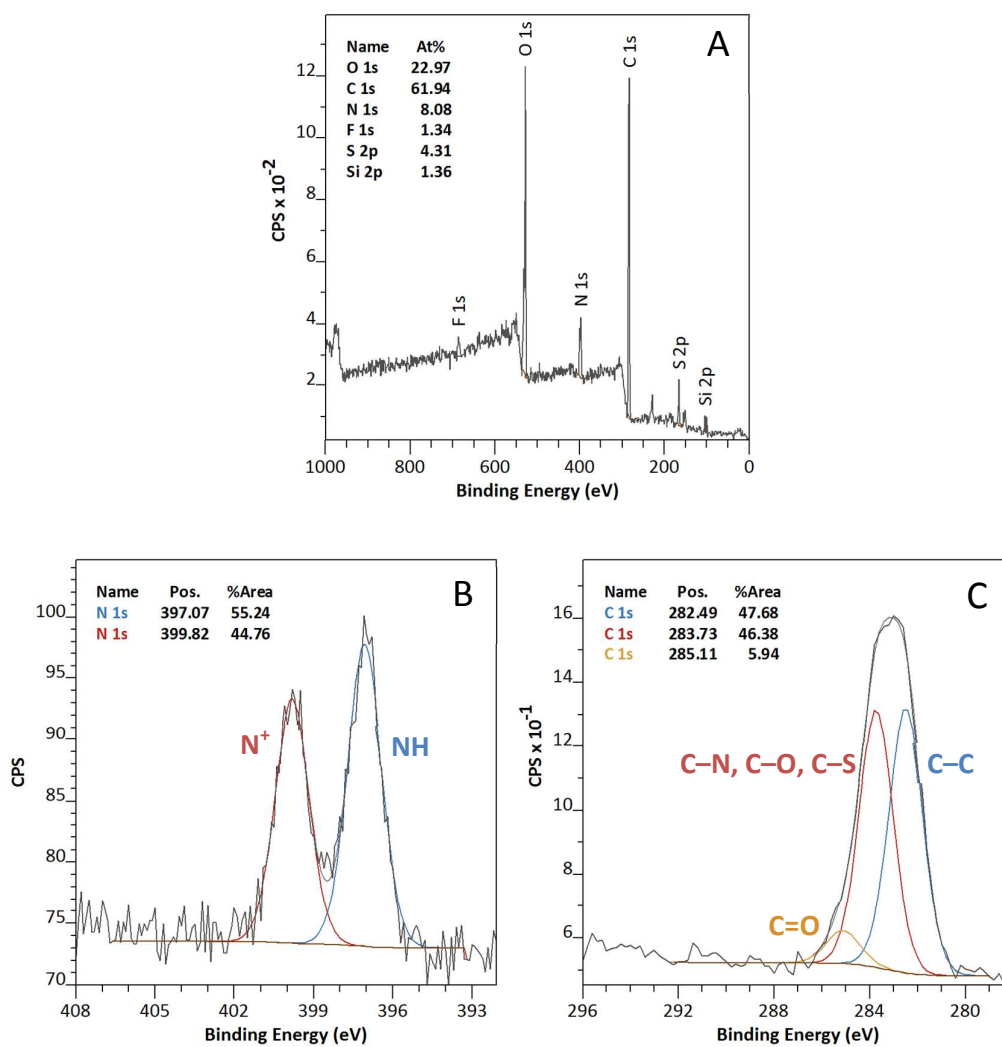 A
Name At%
O 1s 22.97
C 1s 61.94
N 1s 8.08
F 1s 1.34
S 2p 4.31
Si 2p 1.36
O 1s
C 1s
F 1s
N 1s
S 2p
Si 2p
CPS x 10⁻²
12
10
8
6
4
2
1000 800 600 400 200 0
Binding Energy (eV)
B
Name Pos. %Area
N 1s 397.07 55.24
N 1s 399.82 44.76
N⁺ NH
CPS
100
95
90
85
80
75
70
408 405 402 399 396 393
Binding Energy (eV)
C
Name Pos. %Area
C 1s 282.49 47.68
C 1s 283.73 46.38
C 1s 285.11 5.94
C–N, C–O, C–S C–C
C=O
CPS x 10⁻¹
16
14
12
10
8
6
296 292 288 284 280
Binding Energy (eV)